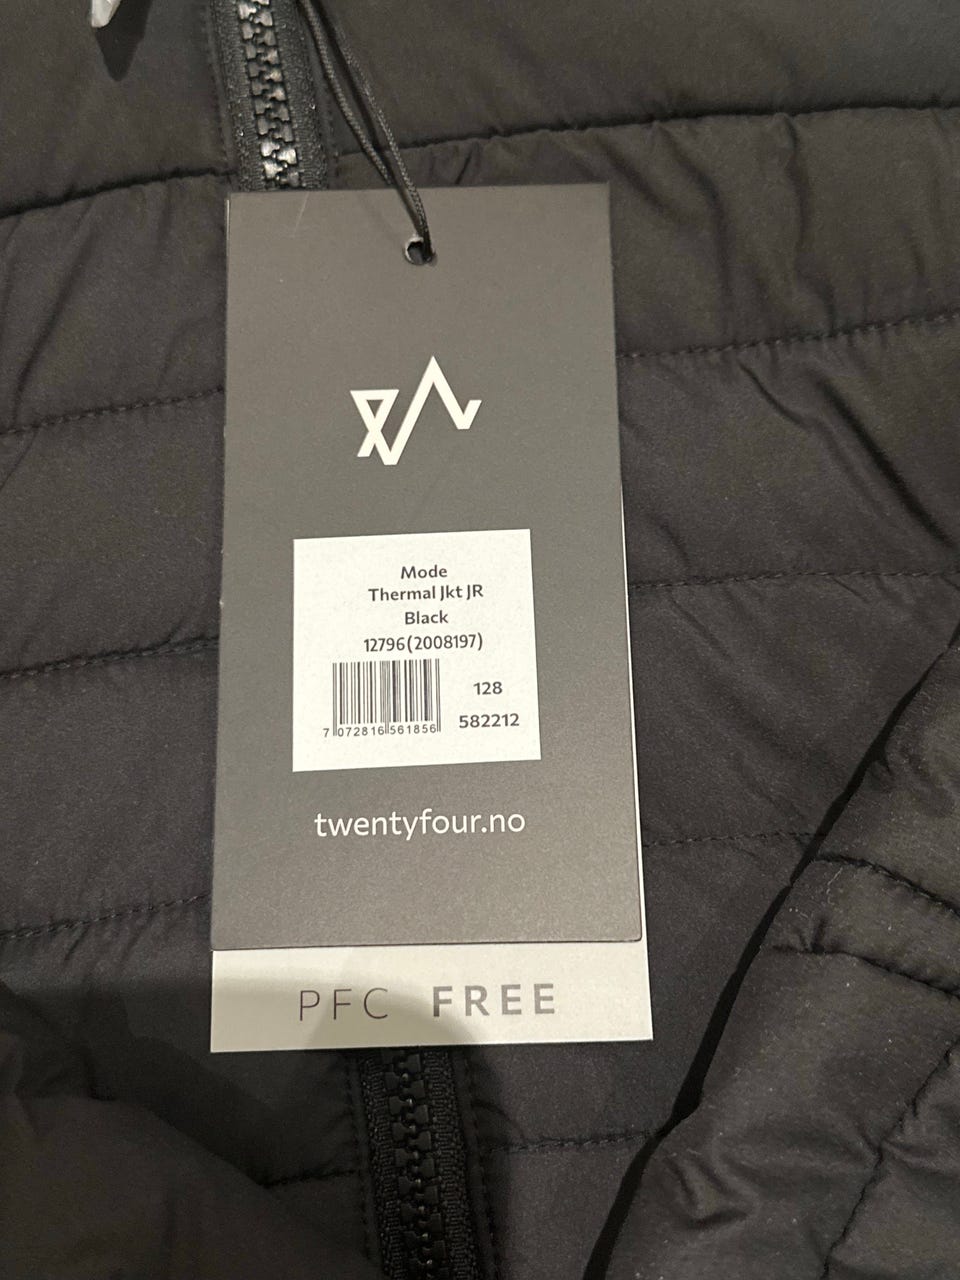 Mode
Thermal Jkt JR
Black
12796(2008197)
128
7 072816 561856
582212
twentyfour.no
PFC FREE